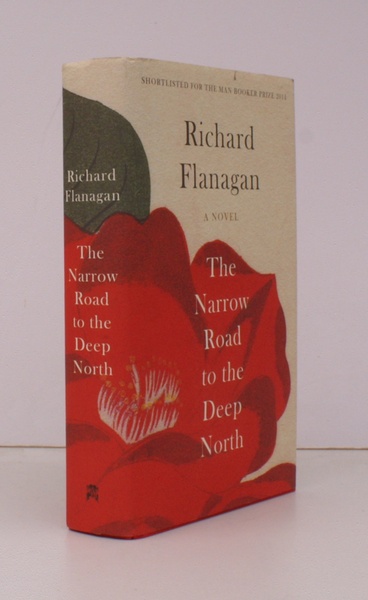 SHORTLISTED FOR THE MAN BOOKER PRIZE 2014
Richard
Flanagan
A NOVEL
The
Narrow
Road
to the
Deep
North
Richard
Flanagan
The
Narrow
Road
to the
Deep
North